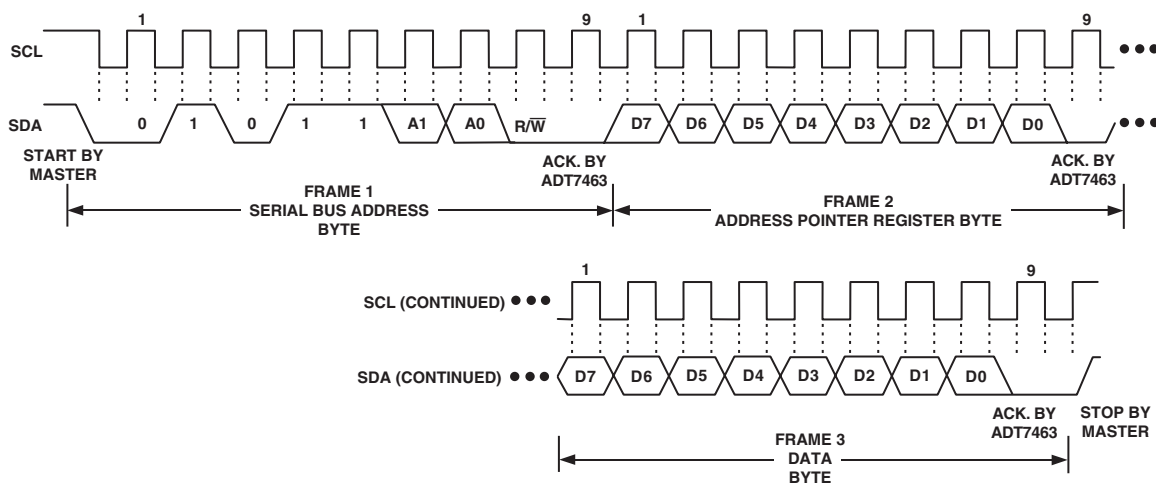 1 9 1 9
SCL
SDA 0 1 0 1 1 A1 A0 R/W̅ D7 D6 D5 D4 D3 D2 D1 D0
START BY
MASTER
ACK. BY
ADT7463
ACK. BY
ADT7463
FRAME 1
SERIAL BUS ADDRESS
BYTE
FRAME 2
ADDRESS POINTER REGISTER BYTE
1 9
SCL (CONTINUED)
SDA (CONTINUED) D7 D6 D5 D4 D3 D2 D1 D0
ACK. BY
ADT7463
STOP BY
MASTER
FRAME 3
DATA
BYTE